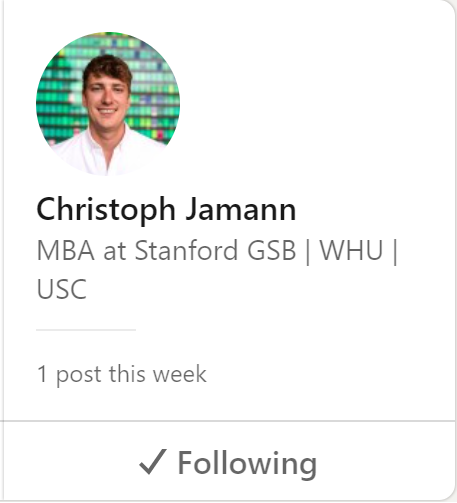 Christoph Jamann
MBA at Stanford GSB | WHU |
USC
1 post this week
Following